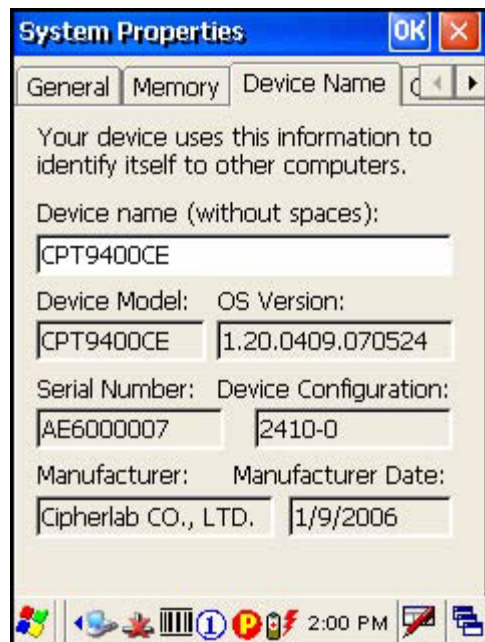 System Properties OK
General Memory Device Name
Your device uses this information to
identify itself to other computers.
Device name (without spaces):
CPT9400CE
Device Model: OS Version:
CPT9400CE 1.20.0409.070524
Serial Number: Device Configuration:
AE6000007 2410-0
Manufacturer: Manufacturer Date:
Cipherlab CO., LTD. 1/9/2006
1 P 2:00 PM